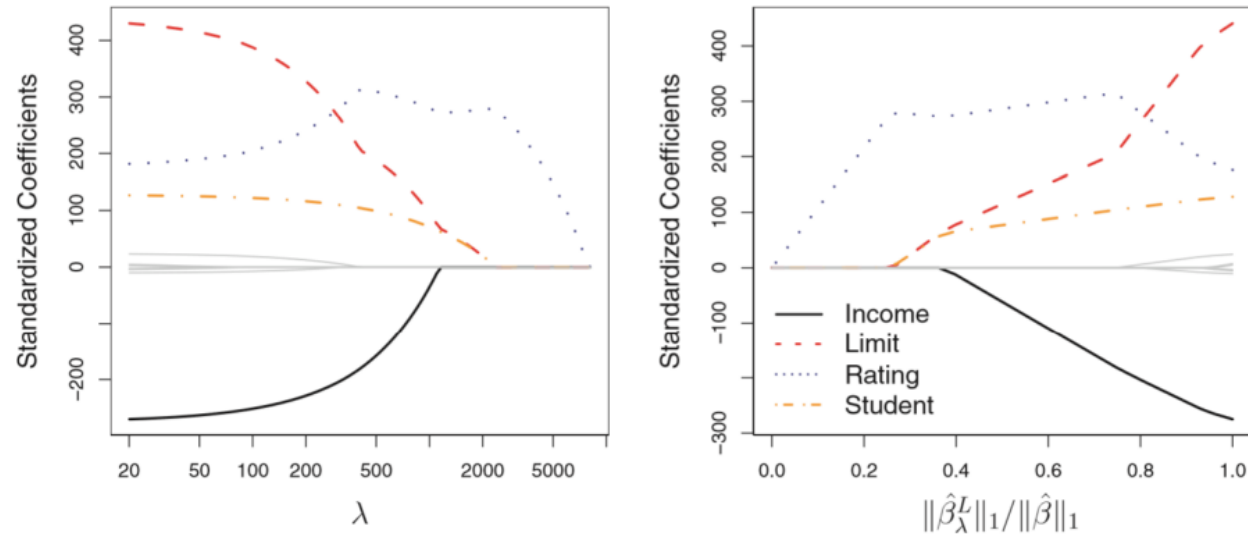 Standardized Coefficients
400
300
200
100
0
−200
20 50 100 200 500 2000 5000
λ
Standardized Coefficients
400
300
200
100
0
−100
−300
0.0 0.2 0.4 0.6 0.8 1.0
‖β̂λL‖1/‖β̂‖1
Income
Limit
Rating
Student